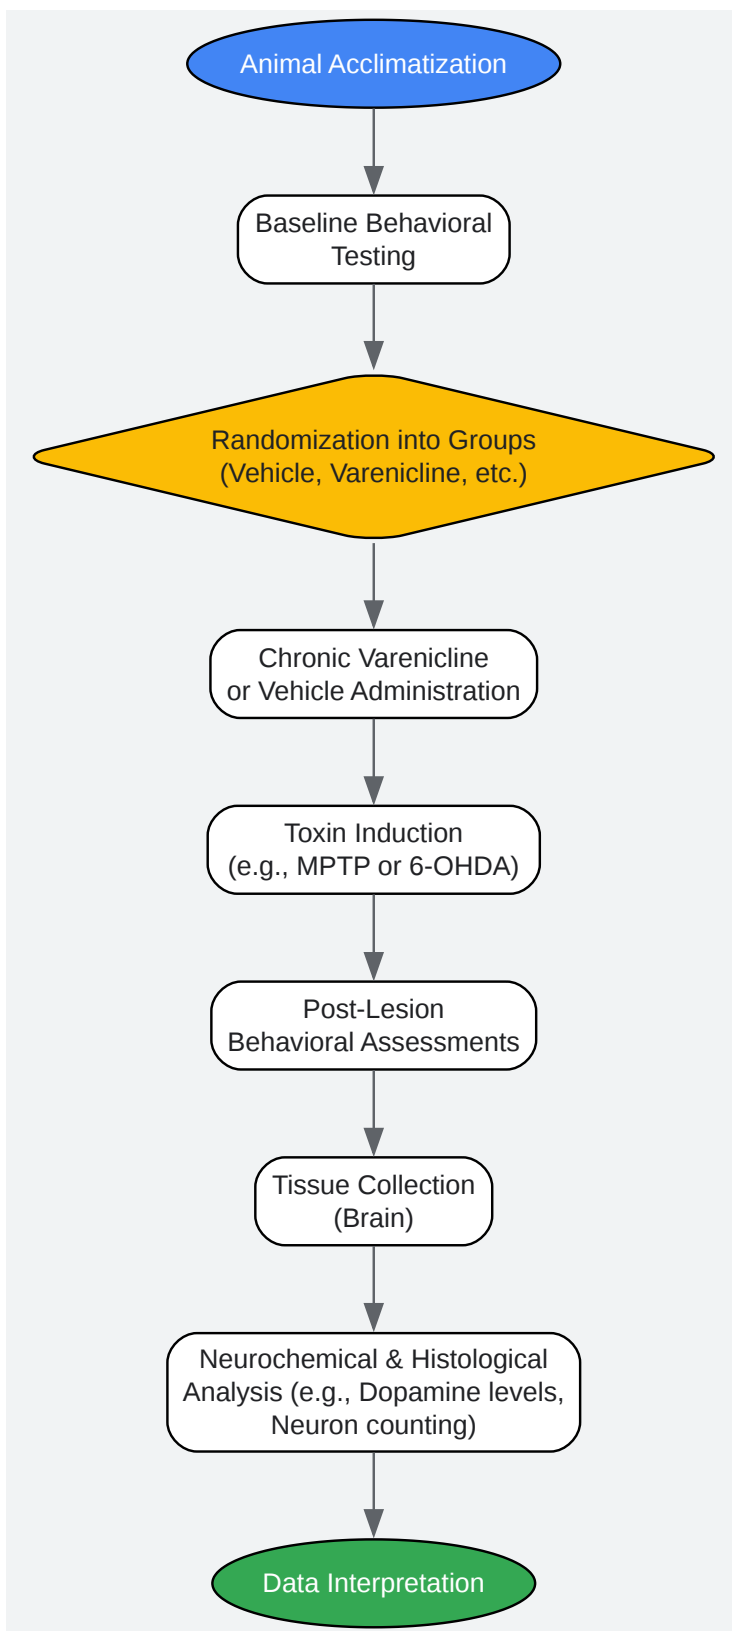 Animal Acclimatization
Baseline Behavioral
Testing
Randomization into Groups
(Vehicle, Varenicline, etc.)
Chronic Varenicline
or Vehicle Administration
Toxin Induction
(e.g., MPTP or 6-OHDA)
Post-Lesion
Behavioral Assessments
Tissue Collection
(Brain)
Neurochemical & Histological
Analysis (e.g., Dopamine levels,
Neuron counting)
Data Interpretation